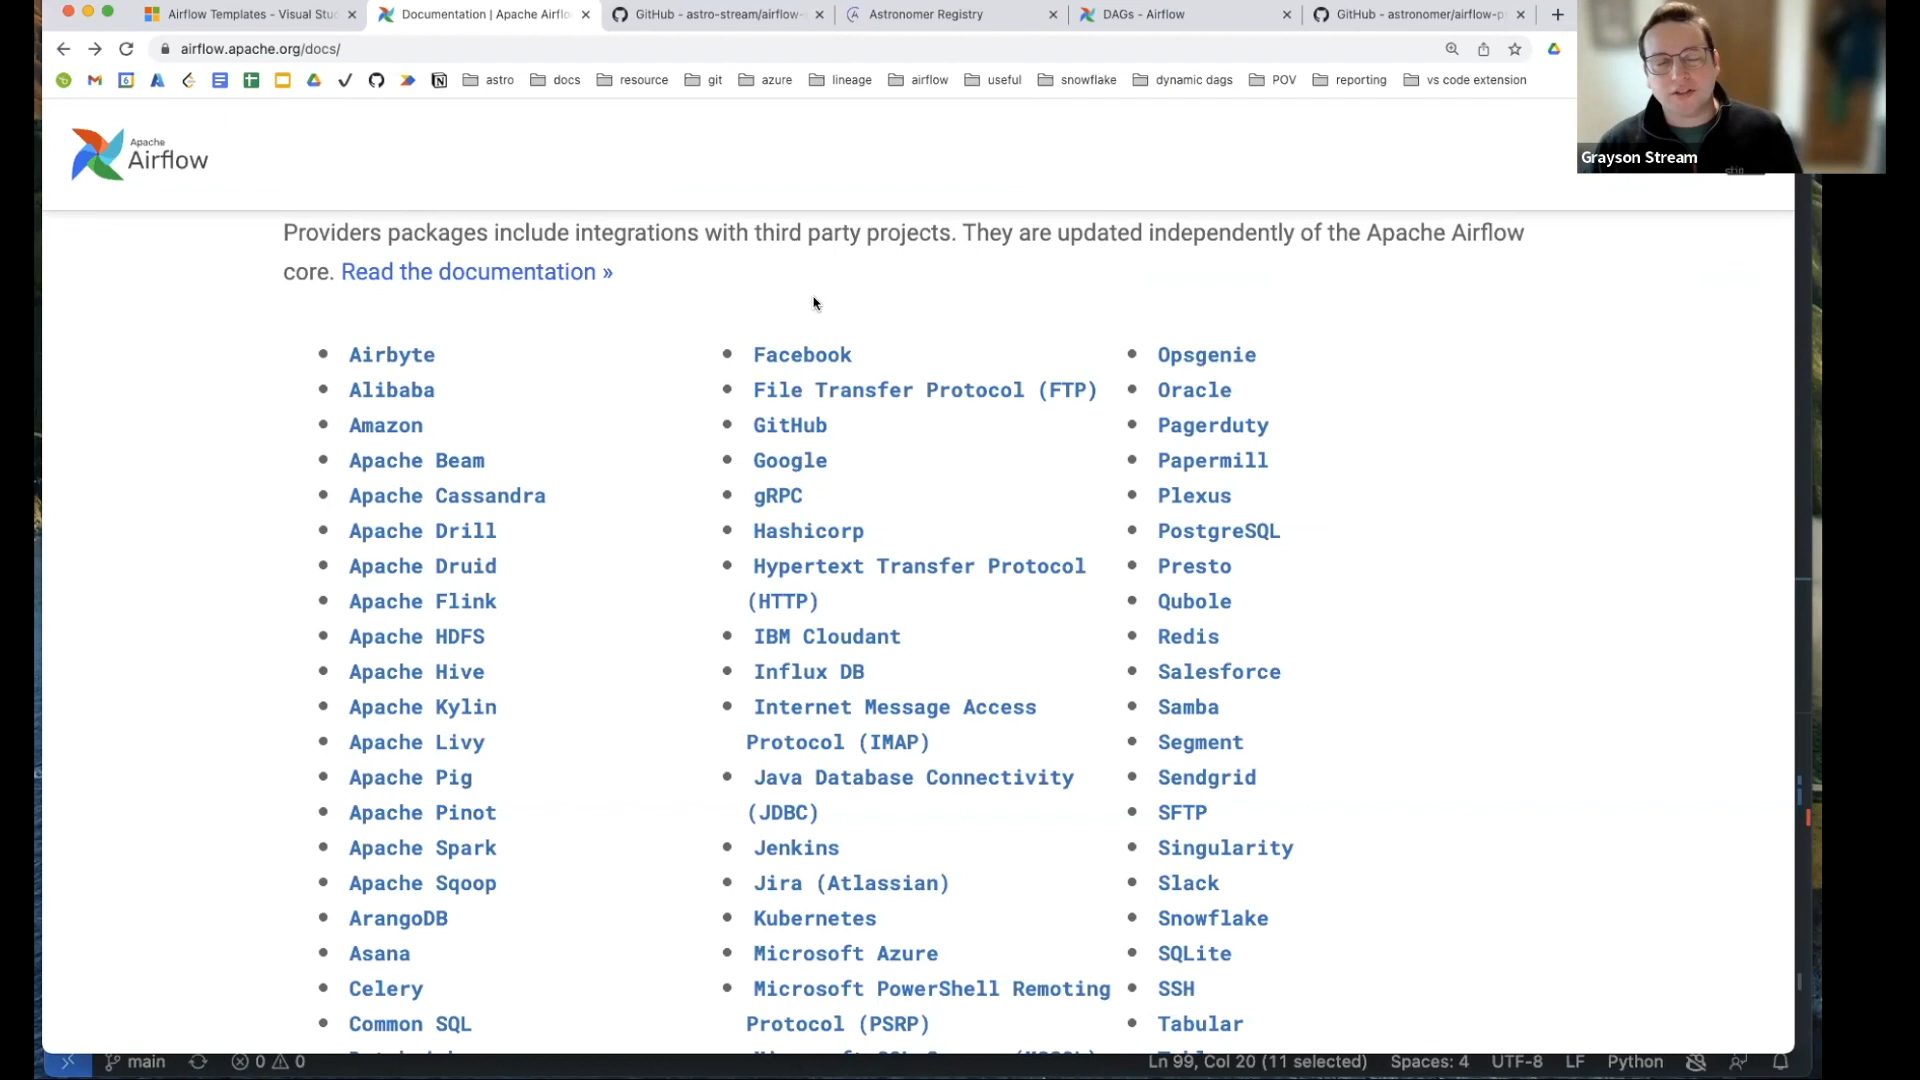 Airflow Templates - Visual Stu
Documentation | Apache Airflo
GitHub - astro-stream/airflow-
Astronomer Registry
DAGs - Airflow
GitHub - astronomer/airflow-p
airflow.apache.org/docs/
astro
docs
resource
git
azure
lineage
airflow
useful
snowflake
dynamic dags
POV
reporting
vs code extension
Grayson Stream
Apache
Airflow
Providers packages include integrations with third party projects. They are updated independently of the Apache Airflow
core. Read the documentation »
Airbyte
Alibaba
Amazon
Apache Beam
Apache Cassandra
Apache Drill
Apache Druid
Apache Flink
Apache HDFS
Apache Hive
Apache Kylin
Apache Livy
Apache Pig
Apache Pinot
Apache Spark
Apache Sqoop
ArangoDB
Asana
Celery
Common SQL
Facebook
File Transfer Protocol (FTP)
GitHub
Google
gRPC
Hashicorp
Hypertext Transfer Protocol
(HTTP)
IBM Cloudant
Influx DB
Internet Message Access
Protocol (IMAP)
Java Database Connectivity
(JDBC)
Jenkins
Jira (Atlassian)
Kubernetes
Microsoft Azure
Microsoft PowerShell Remoting
Protocol (PSRP)
Opsgenie
Oracle
Pagerduty
Papermill
Plexus
PostgreSQL
Presto
Qubole
Redis
Salesforce
Samba
Segment
Sendgrid
SFTP
Singularity
Slack
Snowflake
SQLite
SSH
Tabular
main
0
0
Ln 99, Col 20 (11 selected)
Spaces: 4
UTF-8
LF
Python